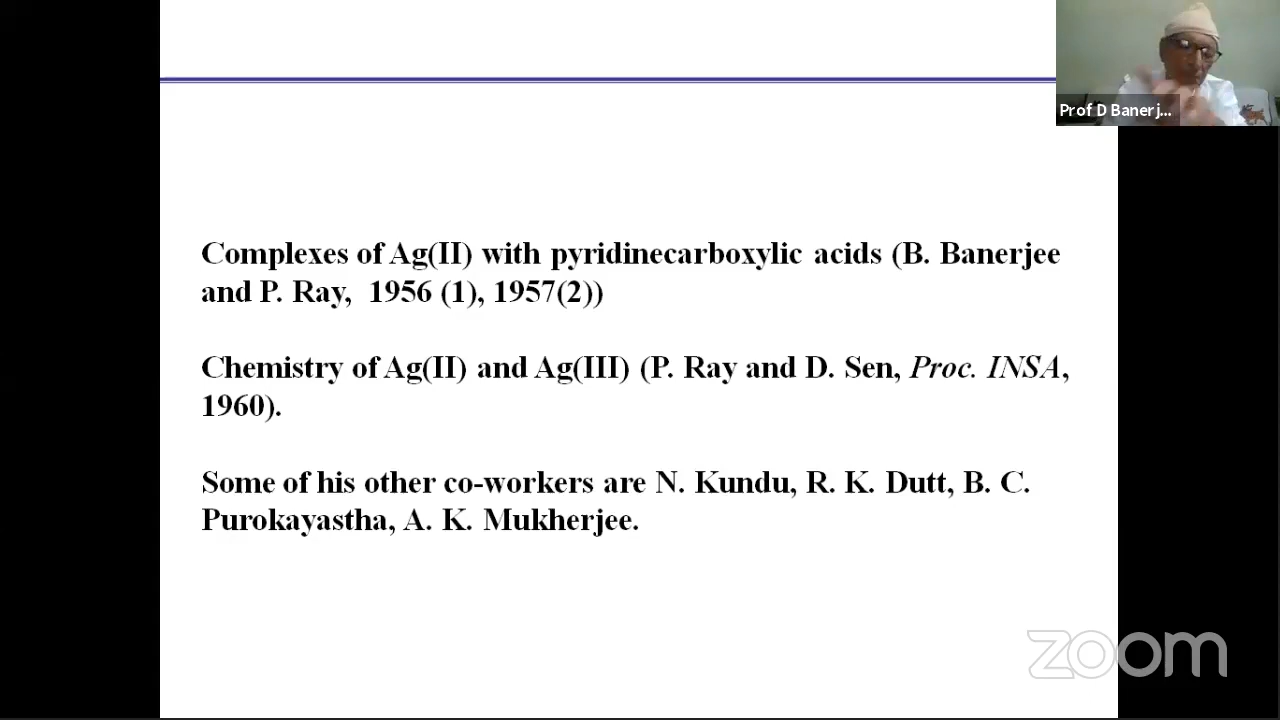 Prof D Banerj...
Complexes of Ag(II) with pyridinecarboxylic acids (B. Banerjee
and P. Ray,  1956 (1), 1957(2))
Chemistry of Ag(II) and Ag(III) (P. Ray and D. Sen, Proc. INSA,
1960).
Some of his other co-workers are N. Kundu, R. K. Dutt, B. C.
Purokayastha, A. K. Mukherjee.
zoom